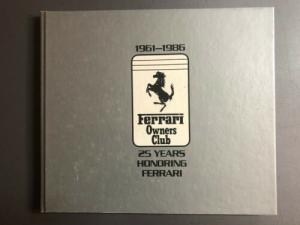 1961–1986
Ferrari
Owners
Club
25 YEARS
HONORING
FERRARI